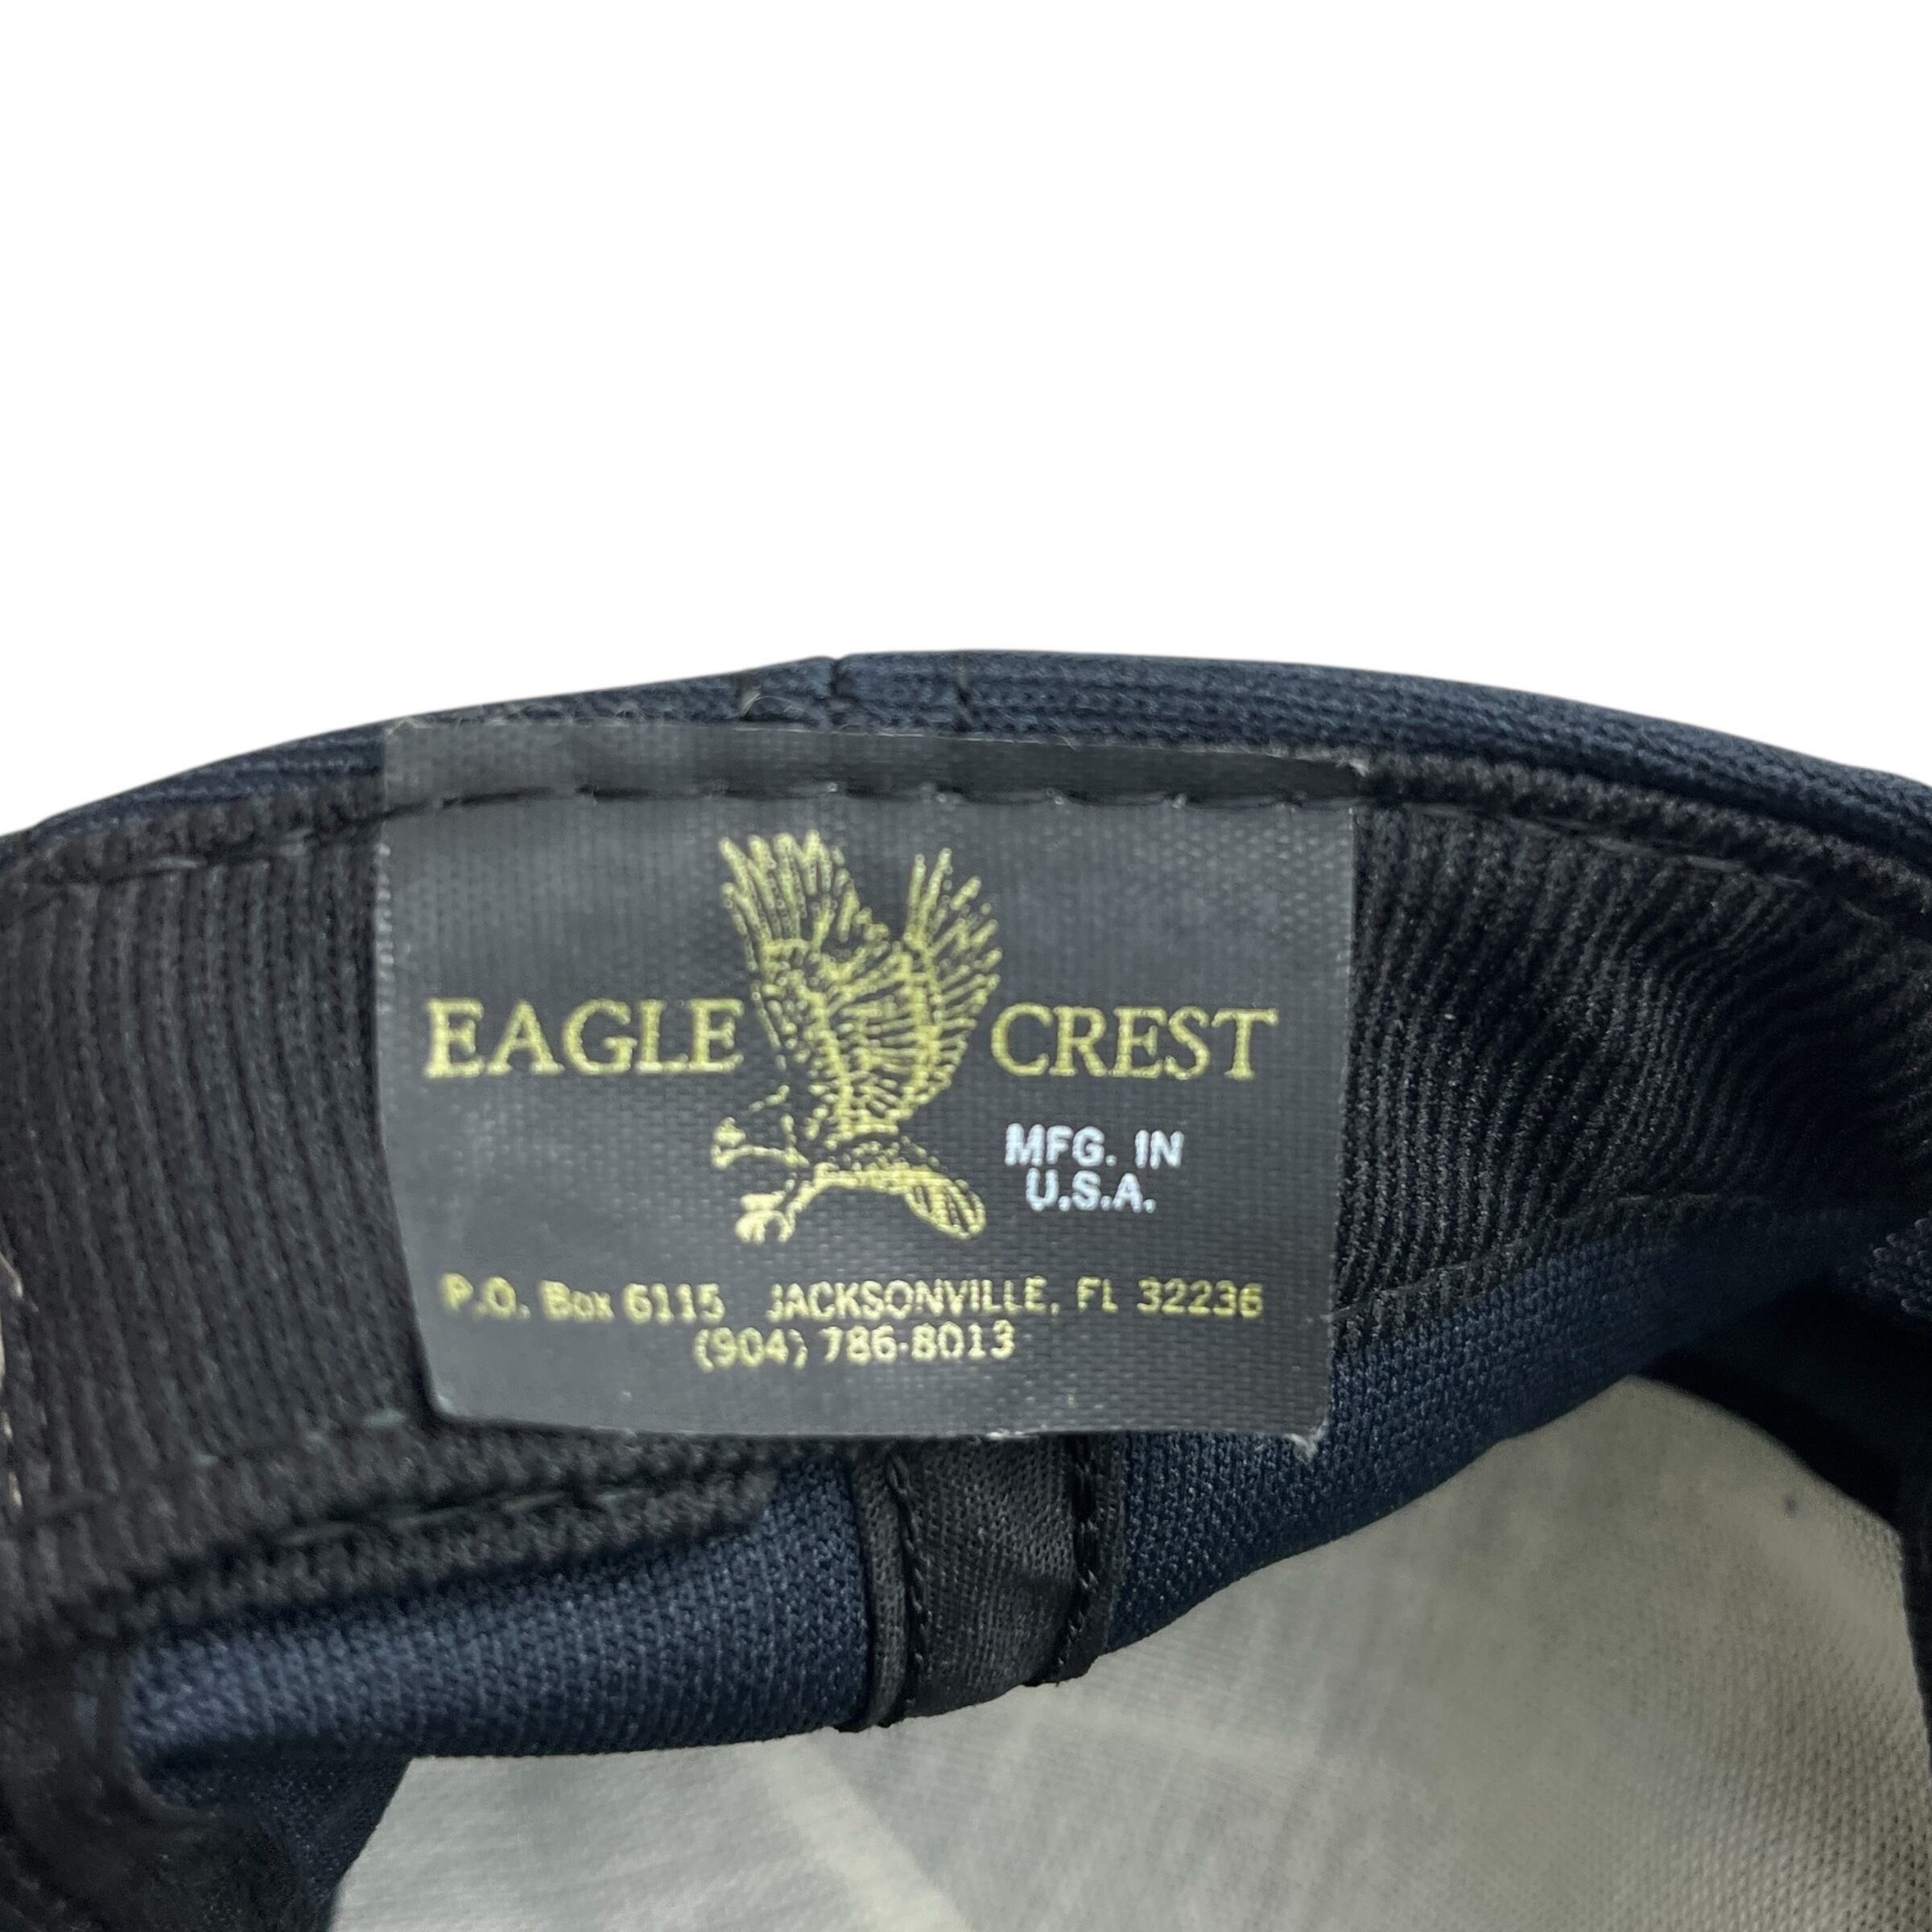 EAGLE CREST
MFG. IN
U.S.A.
P.O. Box 6115 JACKSONVILLE, FL 32236
(904) 786-8013